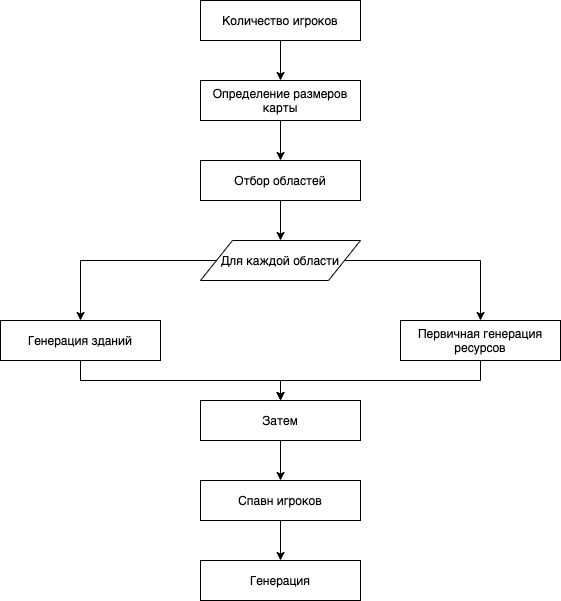 Количество игроков
Определение размеров
карты
Отбор областей
Для каждой области
Генерация зданий
Первичная генерация
ресурсов
Затем
Спавн игроков
Генерация